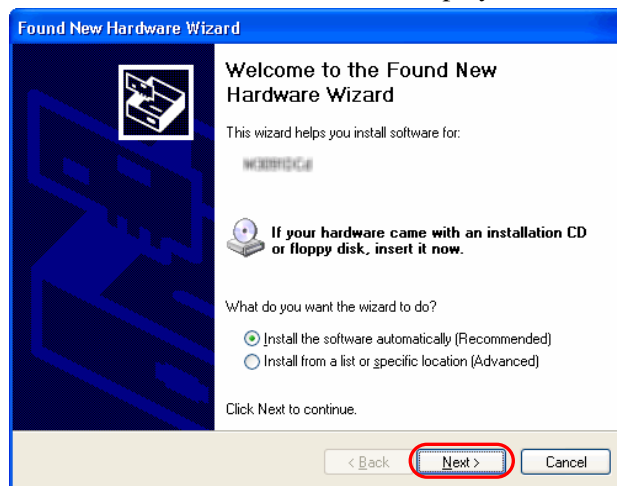 Found New Hardware Wizard
Welcome to the Found New
Hardware Wizard
This wizard helps you install software for:
If your hardware came with an installation CD
or floppy disk, insert it now.
What do you want the wizard to do?
Install the software automatically (Recommended)
Install from a list or specific location (Advanced)
Click Next to continue.
< Back Next > Cancel